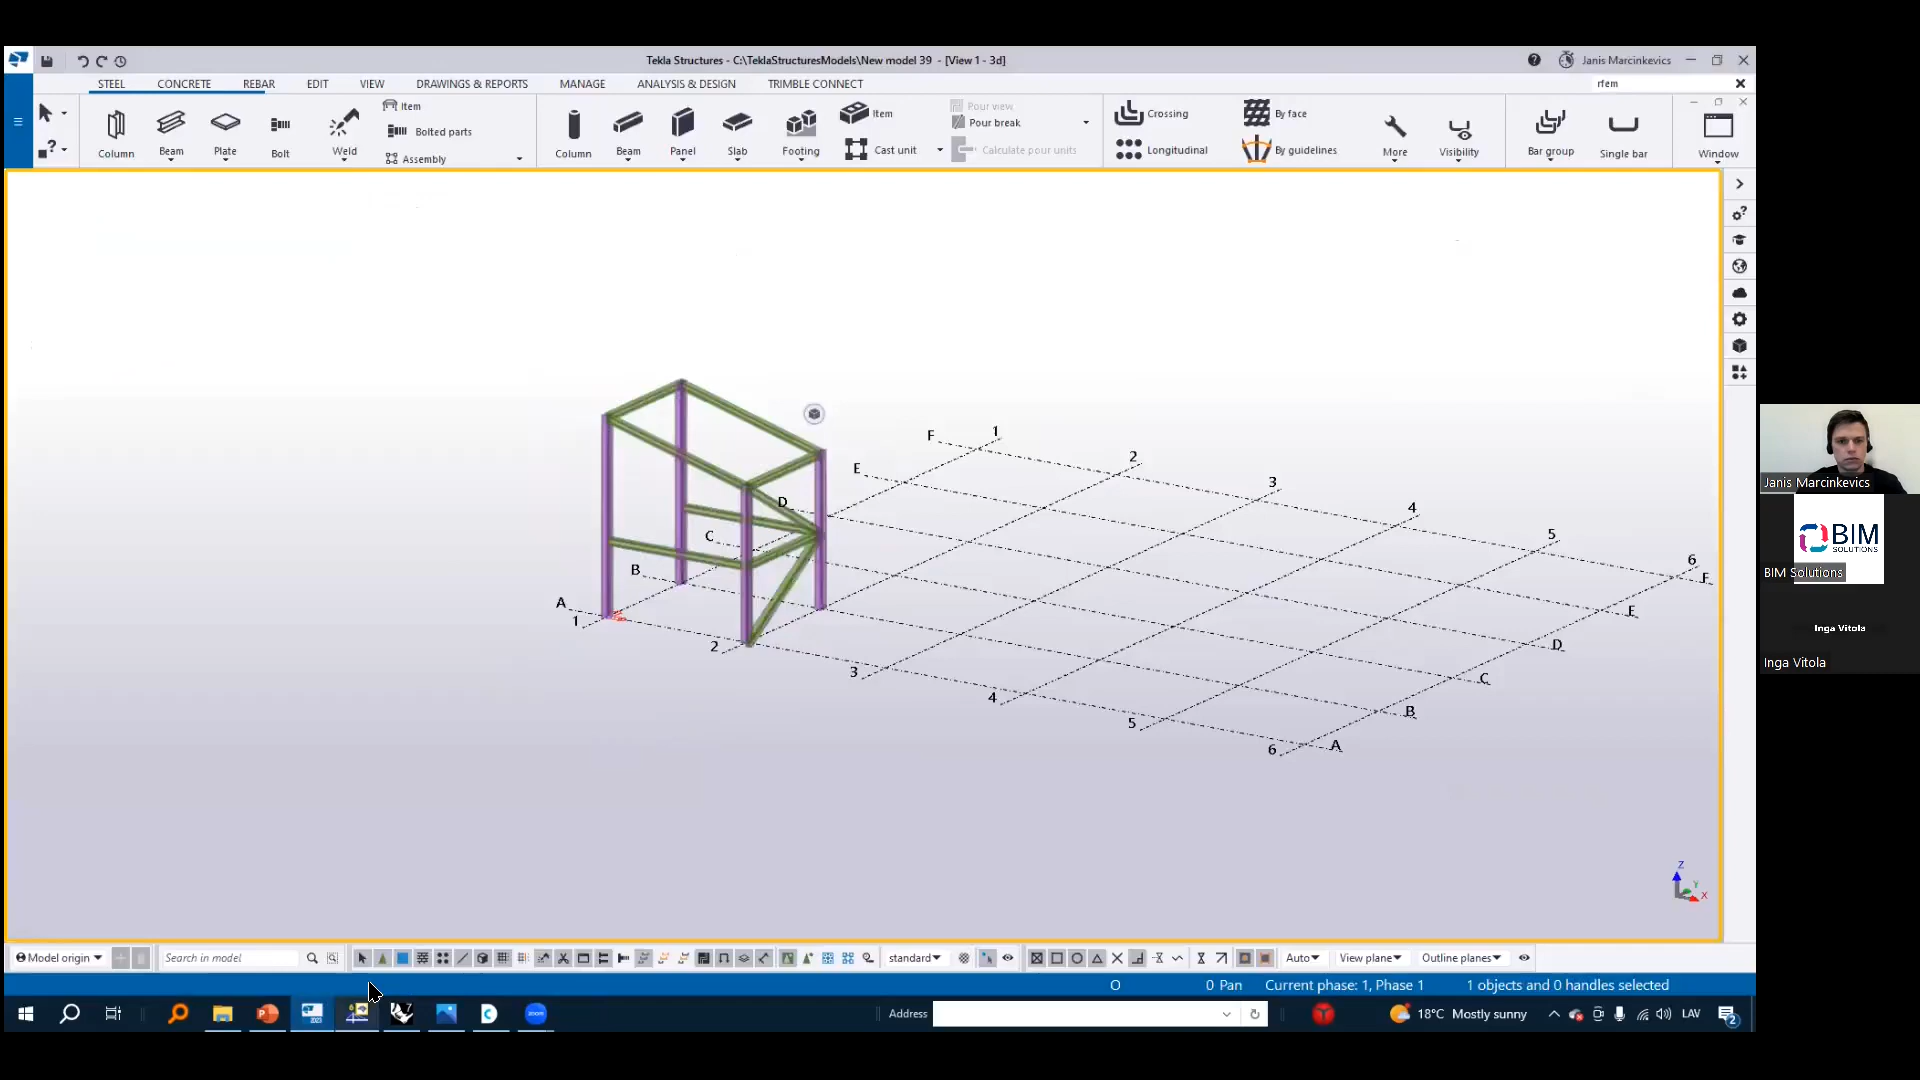 Tekla Structures - C:\TeklaStructuresModels\New model 39 - [View 1 - 3d]
Janis Marcinkevics
STEEL CONCRETE REBAR EDIT VIEW DRAWINGS & REPORTS MANAGE ANALYSIS & DESIGN TRIMBLE CONNECT
rfem
Column
Beam
Plate
Bolt
Weld
Item
Bolted parts
Assembly
Column
Beam
Panel
Slab
Footing
Item
Cast unit
Pour view
Pour break
Calculate pour units
Crossing
Longitudinal
By face
By guidelines
More
Visibility
Bar group
Single bar
Window
F 1
E 2
D 3
C 4
B 5
A 6
1 F
2 E
3 D
4 C
5 B
6 A
Z
Y
X
Janis Marcinkevics
BIM
SOLUTIONS
BIM Solutions
Inga Vitola
Inga Vitola
Model origin
Search in model
standard
Auto
View plane
Outline planes
O
0 Pan
Current phase: 1, Phase 1
1 objects and 0 handles selected
2023
zoom
Address
18°C Mostly sunny
LAV
2